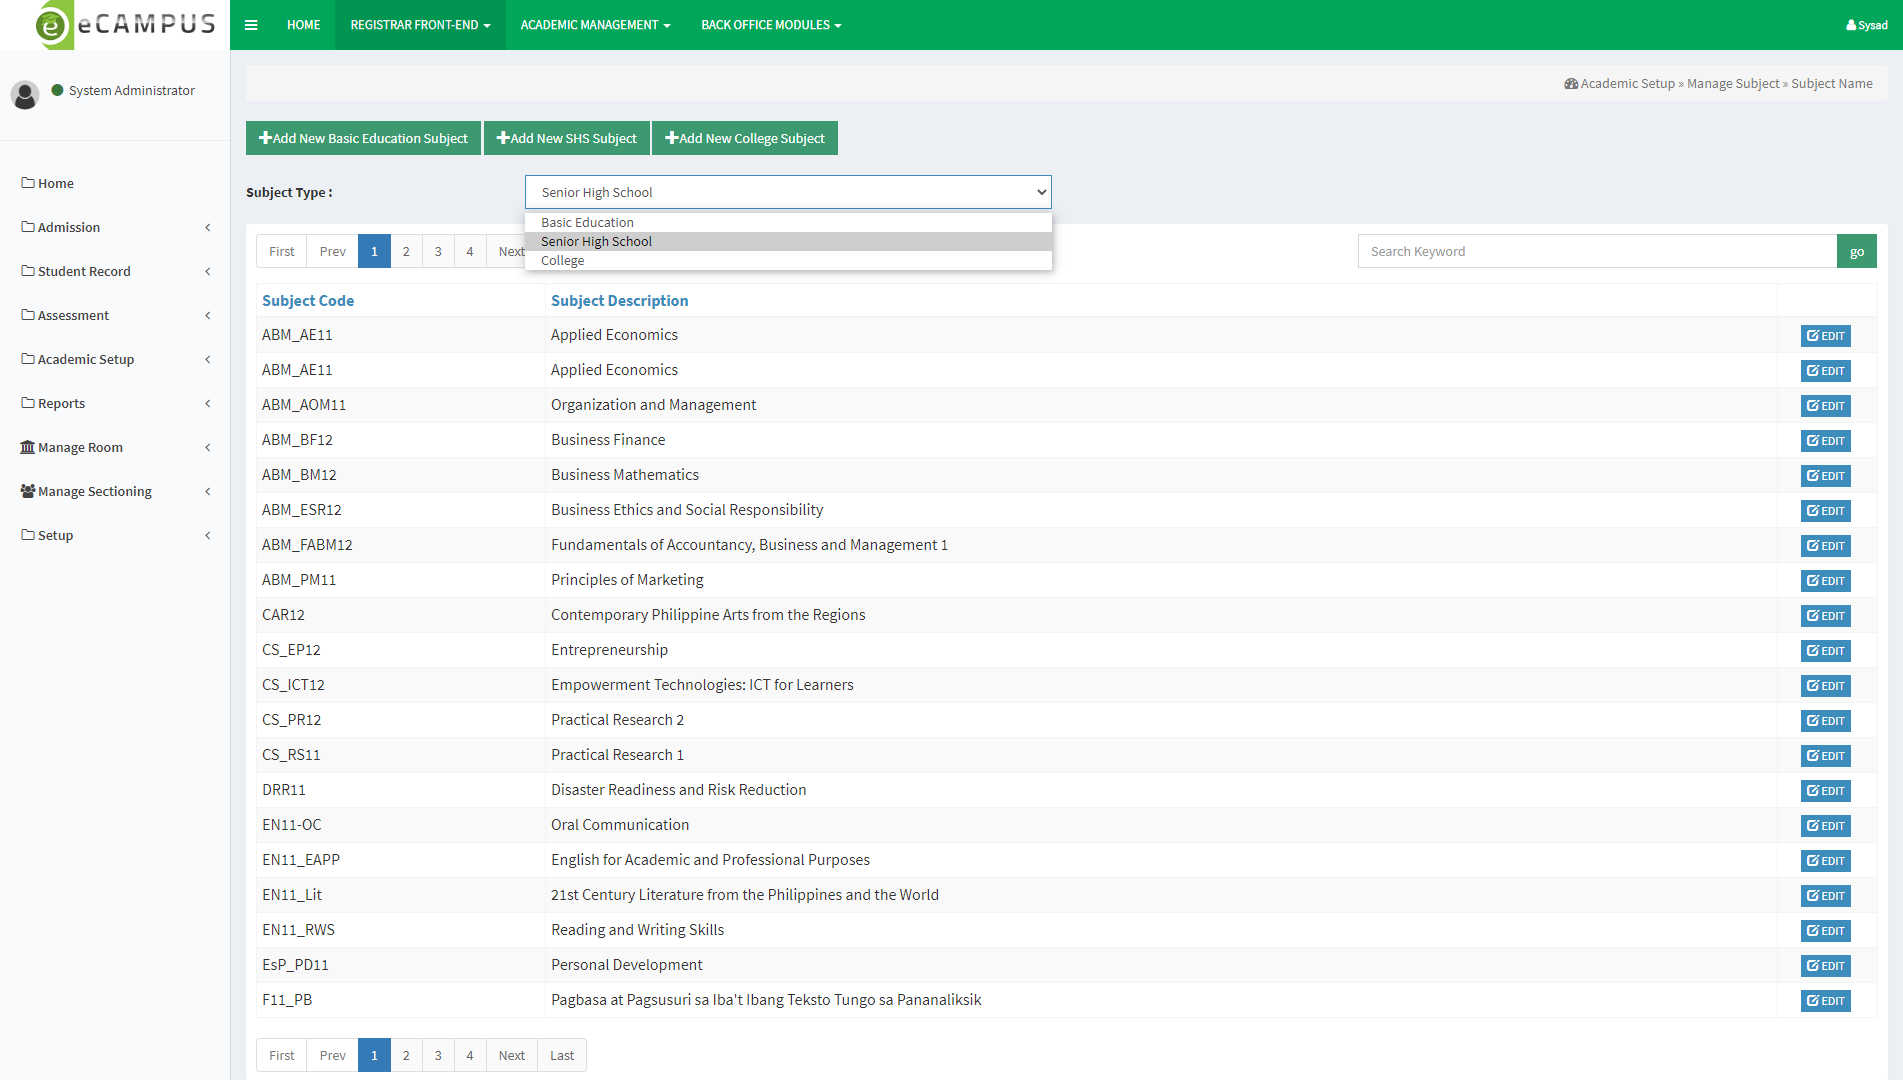 eCAMPUS
HOME
REGISTRAR FRONT-END
ACADEMIC MANAGEMENT
BACK OFFICE MODULES
Sysad
System Administrator
Home
Admission
Student Record
Assessment
Academic Setup
Reports
Manage Room
Manage Sectioning
Setup
Academic Setup » Manage Subject » Subject Name
Add New Basic Education Subject
Add New SHS Subject
Add New College Subject
Subject Type :
Senior High School
Basic Education
Senior High School
College
First Prev 1 2 3 4 Next
Search Keyword
go
Subject Code Subject Description
ABM_AE11 Applied Economics EDIT
ABM_AE11 Applied Economics EDIT
ABM_AOM11 Organization and Management EDIT
ABM_BF12 Business Finance EDIT
ABM_BM12 Business Mathematics EDIT
ABM_ESR12 Business Ethics and Social Responsibility EDIT
ABM_FABM12 Fundamentals of Accountancy, Business and Management 1 EDIT
ABM_PM11 Principles of Marketing EDIT
CAR12 Contemporary Philippine Arts from the Regions EDIT
CS_EP12 Entrepreneurship EDIT
CS_ICT12 Empowerment Technologies: ICT for Learners EDIT
CS_PR12 Practical Research 2 EDIT
CS_RS11 Practical Research 1 EDIT
DRR11 Disaster Readiness and Risk Reduction EDIT
EN11-OC Oral Communication EDIT
EN11_EAPP English for Academic and Professional Purposes EDIT
EN11_Lit 21st Century Literature from the Philippines and the World EDIT
EN11_RWS Reading and Writing Skills EDIT
EsP_PD11 Personal Development EDIT
F11_PB Pagbasa at Pagsusuri sa Iba't Ibang Teksto Tungo sa Pananaliksik EDIT
First Prev 1 2 3 4 Next Last